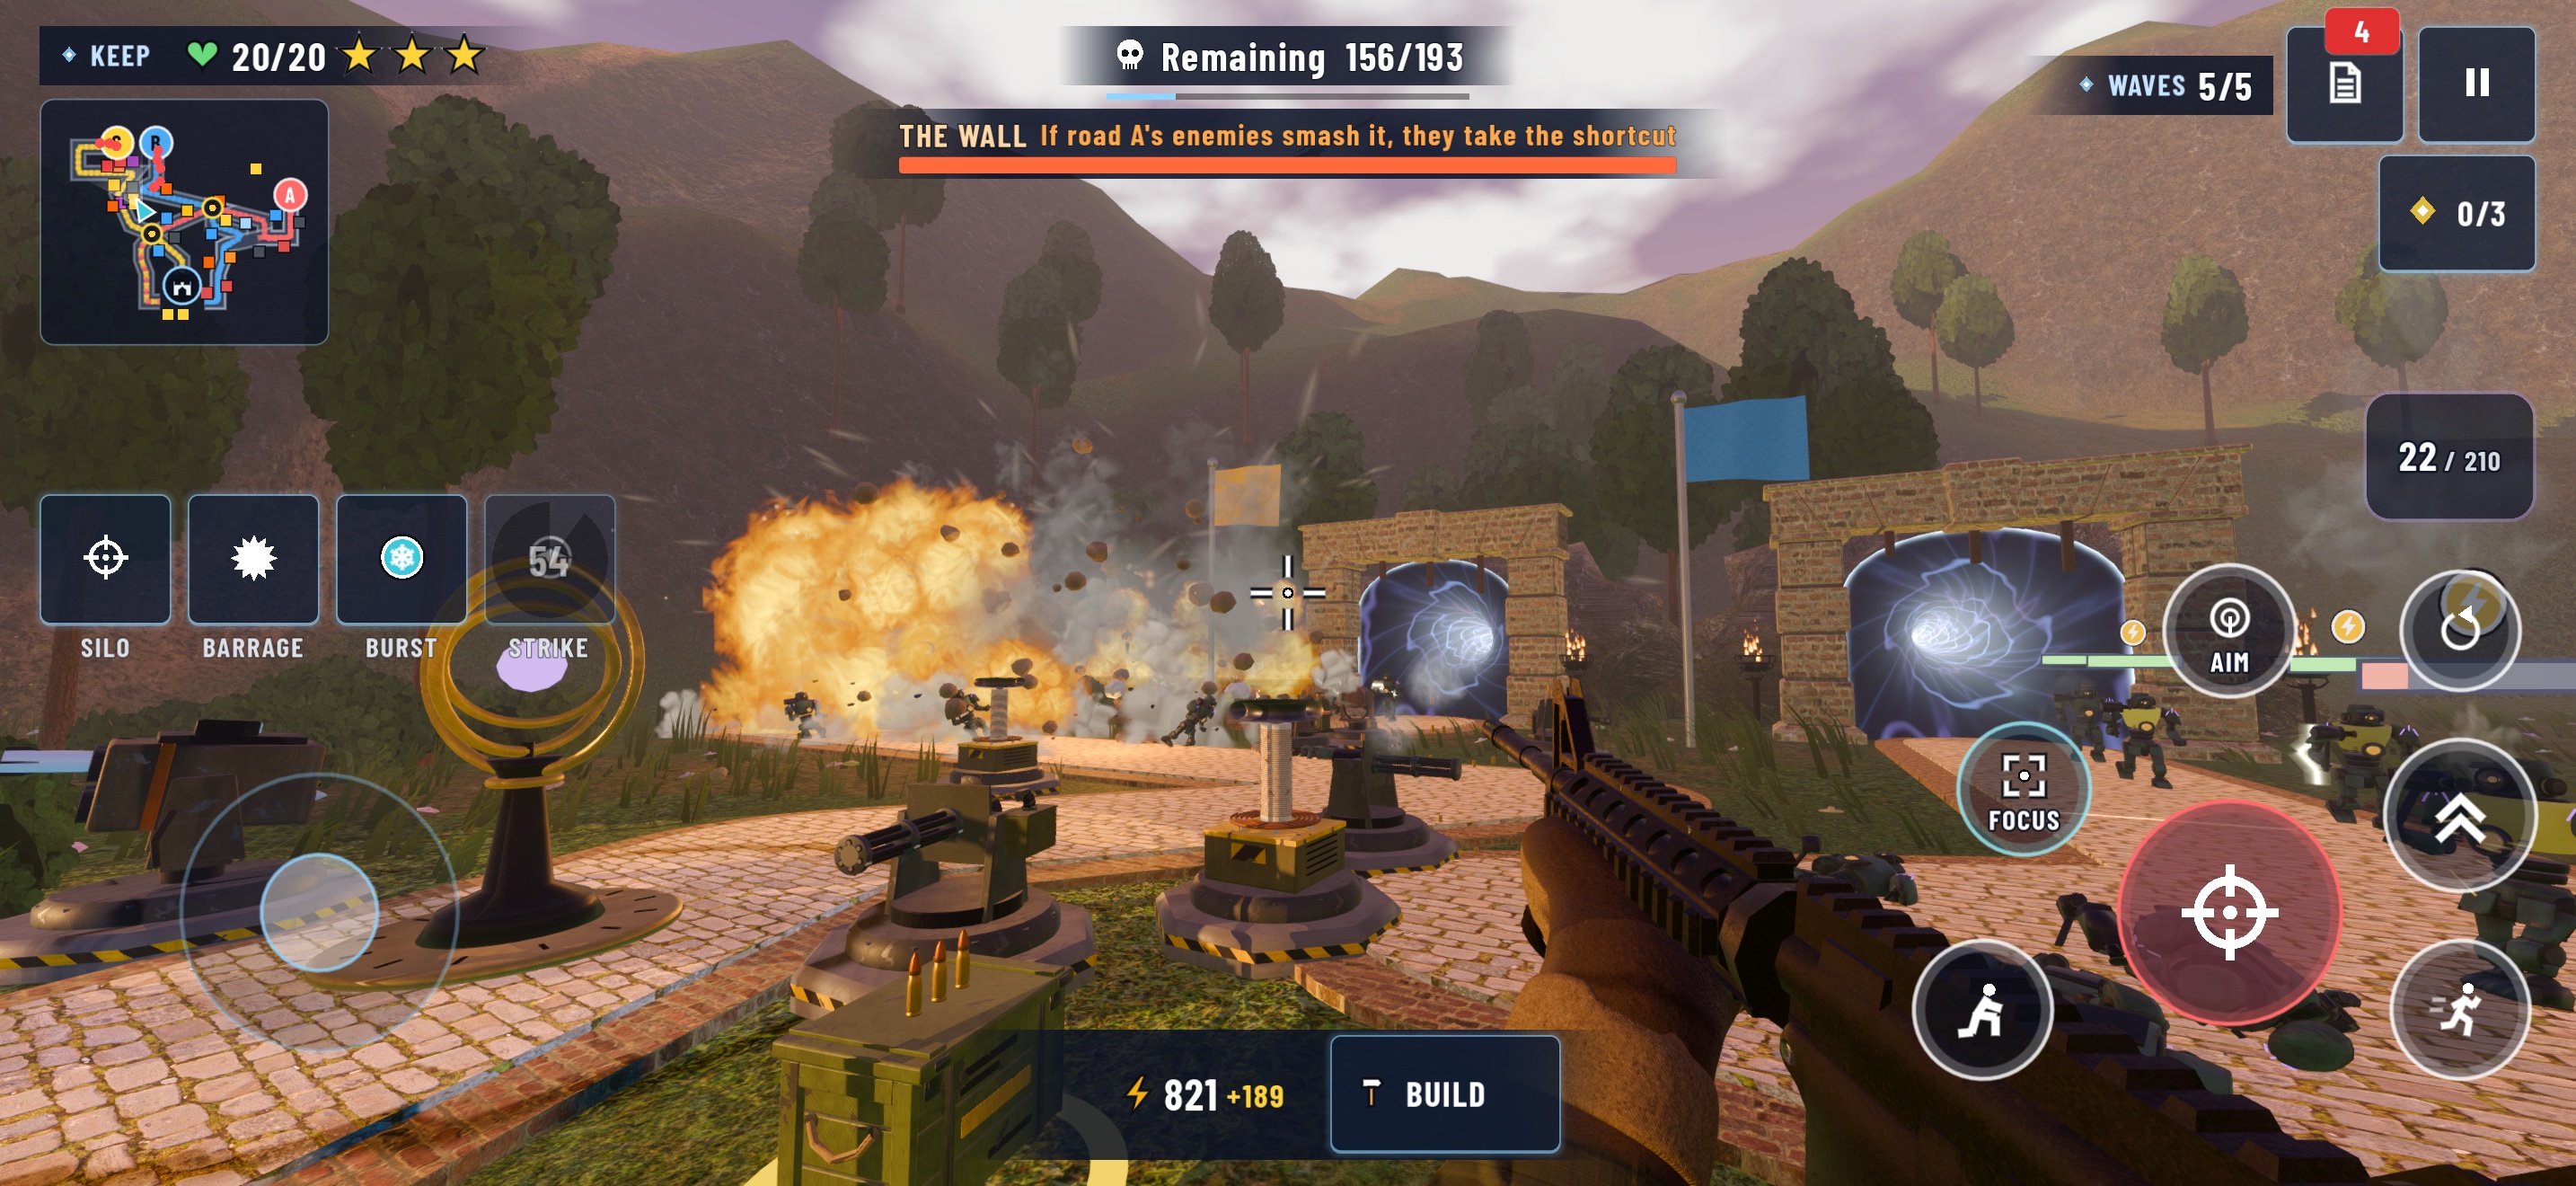 KEEP 20/20
Remaining 156/193
THE WALL If road A's enemies smash it, they take the shortcut
WAVES 5/5
4
0/3
A
22 / 210
54
SILO BARRAGE BURST STRIKE
AIM
FOCUS
821 +189
BUILD